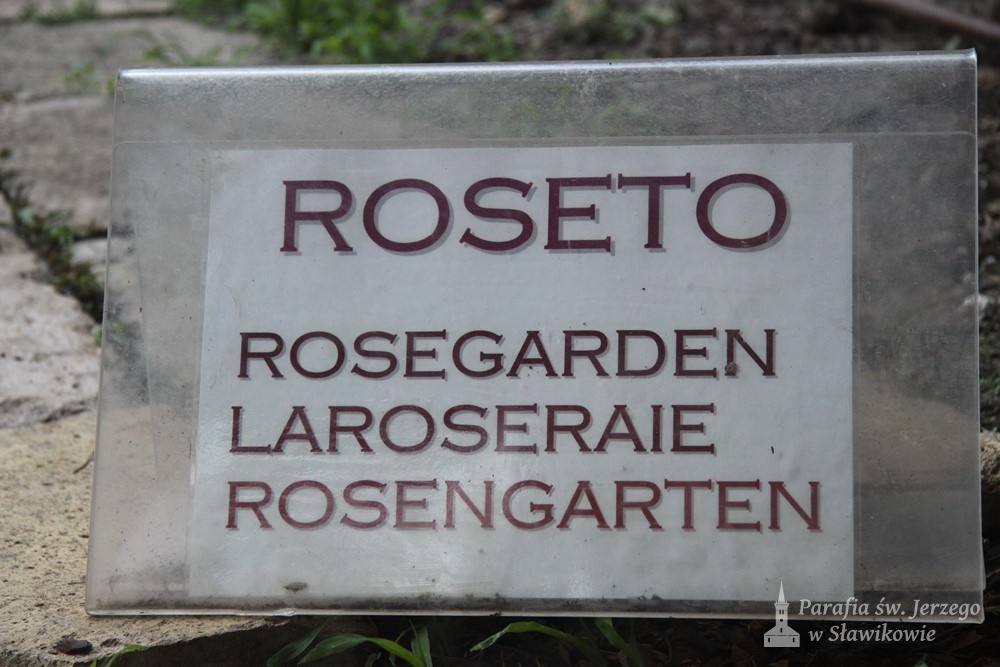 ROSETO
ROSEGARDEN
LAROSERAIE
ROSENGARTEN
Parafia św. Jerzego
w Sławikowie